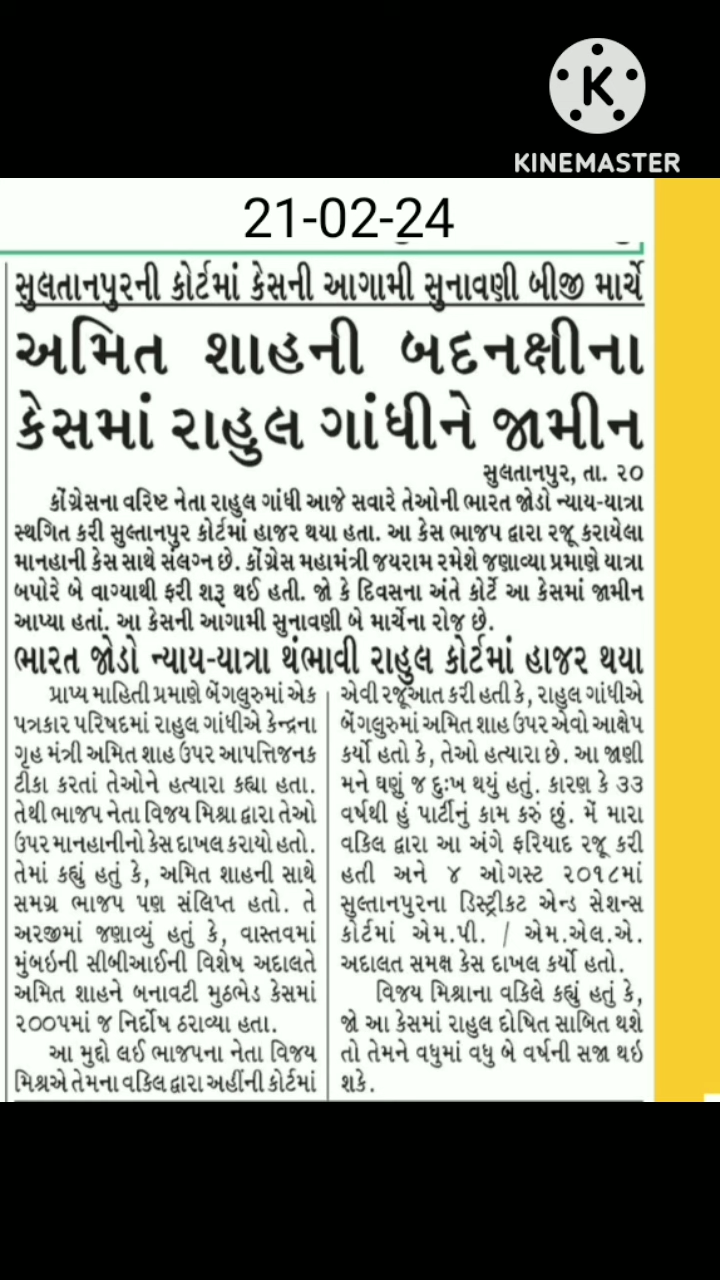 K
KINEMASTER
21-02-24
સુલતાનપુરની કોર્ટમાં કેસની આગામી સુનાવણી બીજી માર્ચે
અમિત શાહની બદનક્ષીના
કેસમાં રાહુલ ગાંધીને જામીન
સુલતાનપુર, તા. ૨૦
કોંગ્રેસના વરિષ્ટ નેતા રાહુલ ગાંધી આજે સવારે તેઓની ભારત જોડો ન્યાય-યાત્રા
સ્થગિત કરી સુલ્તાનપુર કોર્ટમાં હાજર થયા હતા. આ કેસ ભાજપ દ્વારા રજૂ કરાયેલા
માનહાની કેસ સાથે સંલગ્ન છે. કોંગ્રેસ મહામંત્રી જયરામ રમેશે જણાવ્યા પ્રમાણે યાત્રા
બપોરે બે વાગ્યાથી ફરી શરૂ થઈ હતી. જો કે દિવસના અંતે કોર્ટે આ કેસમાં જામીન
આપ્યા હતાં. આ કેસની આગામી સુનાવણી બે માર્ચના રોજ છે.
ભારત જોડો ન્યાય-યાત્રા થંભાવી રાહુલ કોર્ટમાં હાજર થયા
પ્રાપ્ય માહિતી પ્રમાણે બેંગલુરુમાં એક
પત્રકાર પરિષદમાં રાહુલ ગાંધીએ કેન્દ્રના
ગૃહ મંત્રી અમિત શાહ ઉપર આપત્તિજનક
ટીકા કરતાં તેઓને હત્યારા કહ્યા હતા.
તેથી ભાજપ નેતા વિજય મિશ્રા દ્વારા તેઓ
ઉપર માનહાનીનો કેસ દાખલ કરાયો હતો.
તેમાં કહ્યું હતું કે, અમિત શાહની સાથે
સમગ્ર ભાજપ પણ સંલિપ્ત હતો. તે
અરજીમાં જણાવ્યું હતું કે, વાસ્તવમાં
મુંબઇની સીબીઆઈની વિશેષ અદાલતે
અમિત શાહને બનાવટી મુઠભેડ કેસમાં
૨૦૦૫માં જ નિર્દોષ ઠરાવ્યા હતા.
આ મુદ્દો લઈ ભાજપના નેતા વિજય
મિશ્રએ તેમના વકિલ દ્વારા અહીંની કોર્ટમાં
એવી રજૂઆત કરી હતી કે, રાહુલ ગાંધીએ
બેંગલુરુમાં અમિત શાહ ઉપર એવો આક્ષેપ
કર્યો હતો કે, તેઓ હત્યારા છે. આ જાણી
મને ઘણું જ દુઃખ થયું હતું. કારણ કે ૩૩
વર્ષથી હું પાર્ટીનું કામ કરું છું. મેં મારા
વકિલ દ્વારા આ અંગે ફરિયાદ રજૂ કરી
હતી અને ૪ ઓગસ્ટ ૨૦૧૮માં
સુલ્તાનપુરના ડિસ્ટ્રીકટ એન્ડ સેશન્સ
કોર્ટમાં એમ.પી. / એમ.એલ.એ.
અદાલત સમક્ષ કેસ દાખલ કર્યો હતો.
વિજય મિશ્રાના વકિલે કહ્યું હતું કે,
જો આ કેસમાં રાહુલ દોષિત સાબિત થશે
તો તેમને વધુમાં વધુ બે વર્ષની સજા થઇ
શકે.